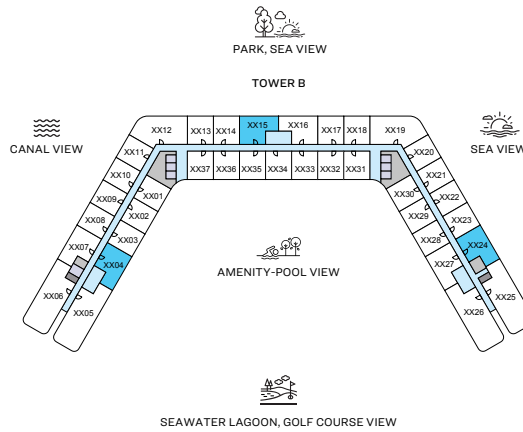 PARK, SEA VIEW
TOWER B
CANAL VIEW
SEA VIEW
XX12
XX13
XX14
XX15
XX16
XX17
XX18
XX19
XX11
XX10
XX09
XX08
XX07
XX06
XX01
XX02
XX03
XX04
XX05
XX37
XX36
XX35
XX34
XX33
XX32
XX31
XX20
XX21
XX22
XX23
XX24
XX25
XX30
XX29
XX28
XX27
XX26
AMENITY-POOL VIEW
SEAWATER LAGOON, GOLF COURSE VIEW